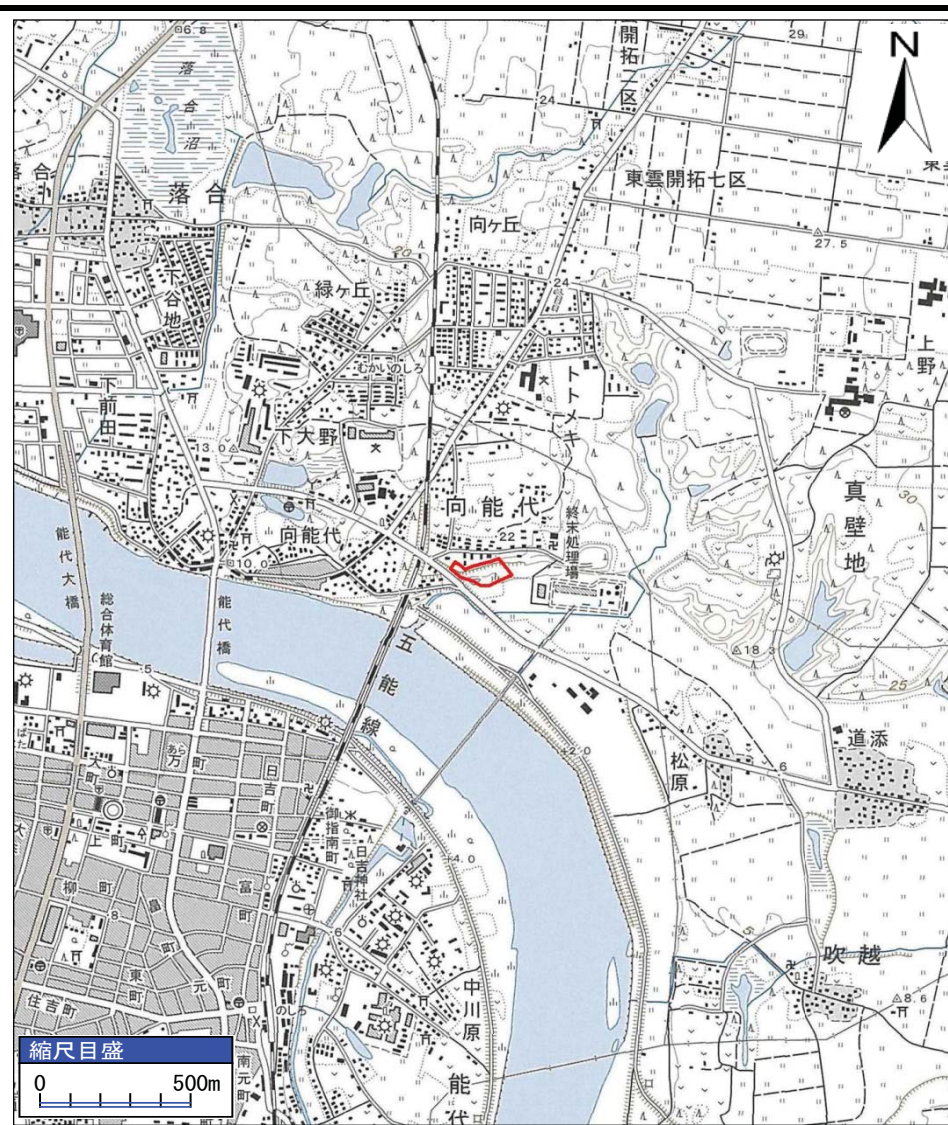 6.8
開拓一区
29
N
落合沼
24
東雲開拓七区
落合
向ケ丘
27.5
20
24
下谷地
緑ケ丘
上野
むかいのしろ
トトメキ
下前田
下大野
13.0
真壁地
30
向能代
能代大橋
向能代
22
終末処理場
10.0
総合体育館
能代橋
五能線
18.3
25
5
+2.0
松原
道添
6
万町
あら
日吉町
大町
御指南町
日吉神社
上町
4.0
富町
柳町
畠町
8
6
吹越
5
東町
元町
中川原
8.6
住吉町
のしろ
縮尺目盛
0 500m
南元町
能代